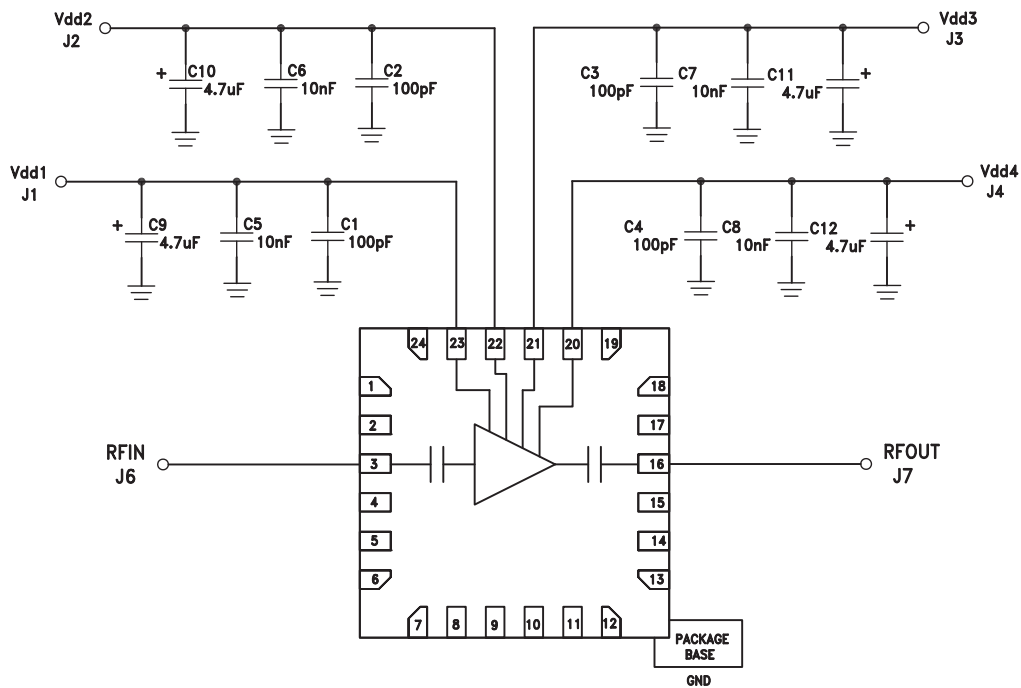 Vdd2
J2
C10
+
4.7uF
C6
10nF
C2
100pF
Vdd3
J3
C3
100pF
C7
10nF
C11
4.7uF
+
Vdd1
J1
+
C9
4.7uF
C5
10nF
C1
100pF
Vdd4
J4
C4
100pF
C8
10nF
C12
4.7uF
+
24
23
22
21
20
19
1
2
3
4
5
6
18
17
16
15
14
13
RFIN
J6
RFOUT
J7
7
8
9
10
11
12
PACKAGE
BASE
GND